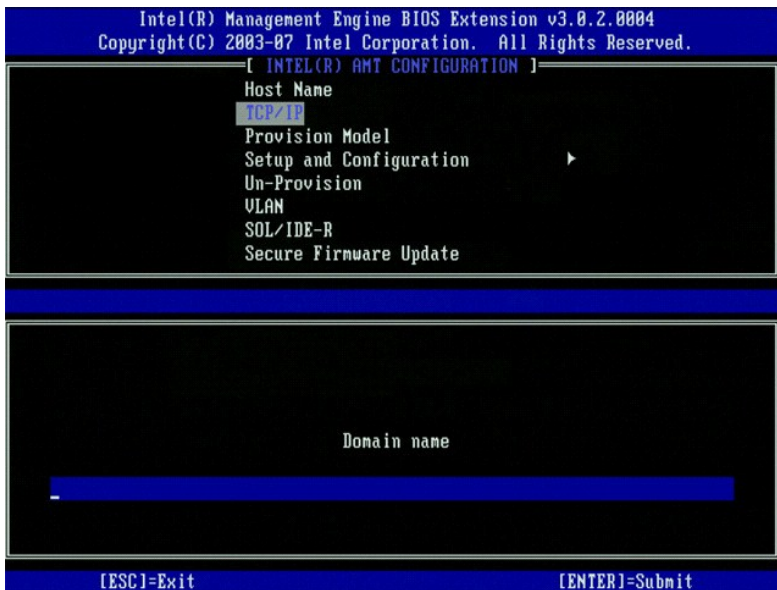 Intel(R) Management Engine BIOS Extension v3.0.2.0004
Copyright(C) 2003-07 Intel Corporation.  All Rights Reserved.
[ INTEL(R) AMT CONFIGURATION ]
Host Name
TCP/IP
Provision Model
Setup and Configuration
Un-Provision
VLAN
SOL/IDE-R
Secure Firmware Update
Domain name
[ESC]=Exit [ENTER]=Submit